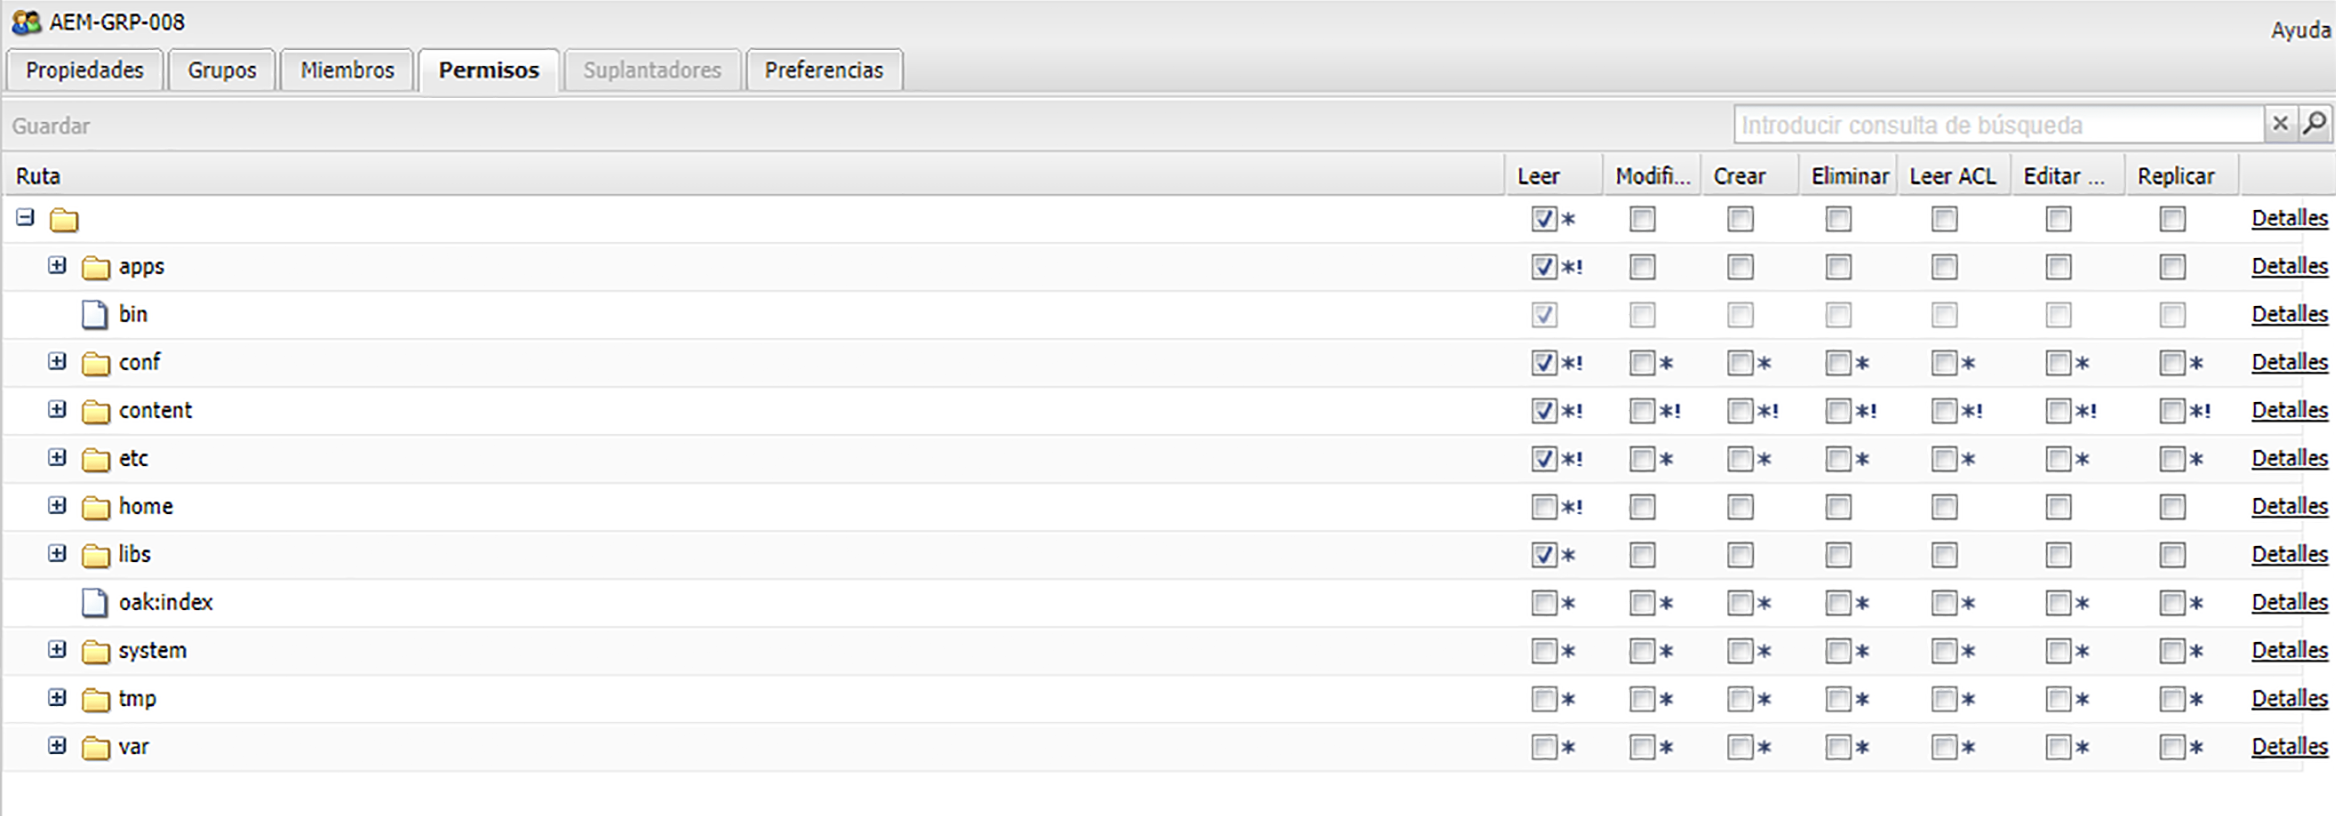 AEM-GRP-008
Ayuda
Propiedades Grupos Miembros Permisos Suplantadores Preferencias
Guardar Introducir consulta de búsqueda
Ruta Leer Modifi... Crear Eliminar Leer ACL Editar ... Replicar
* Detalles
apps *! Detalles
bin Detalles
conf *! * * * * * * Detalles
content *! *! *! *! *! *! *! Detalles
etc *! * * * * * * Detalles
home *! Detalles
libs * Detalles
oak:index * * * * * * * Detalles
system * * * * * * * Detalles
tmp * * * * * * * Detalles
var * * * * * * * Detalles